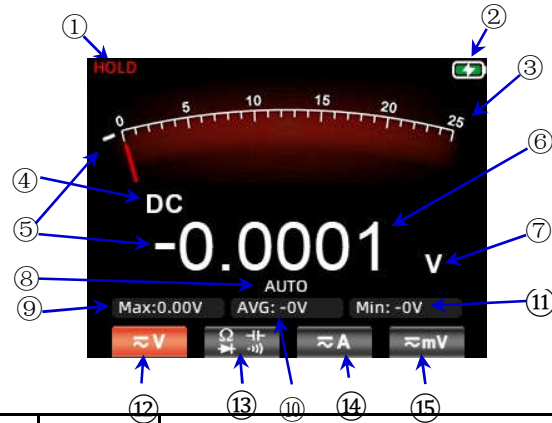 ① ②
HOLD
③
0 5 10 15 20 25
④ DC
⑤ ⑥
-0.0001 V ⑦
⑧ AUTO
⑨ Max:0.00V AVG: -0V Min: -0V ⑪
≂V Ω ≂A ≂mV
⑫ ⑬ ⑩ ⑭ ⑮